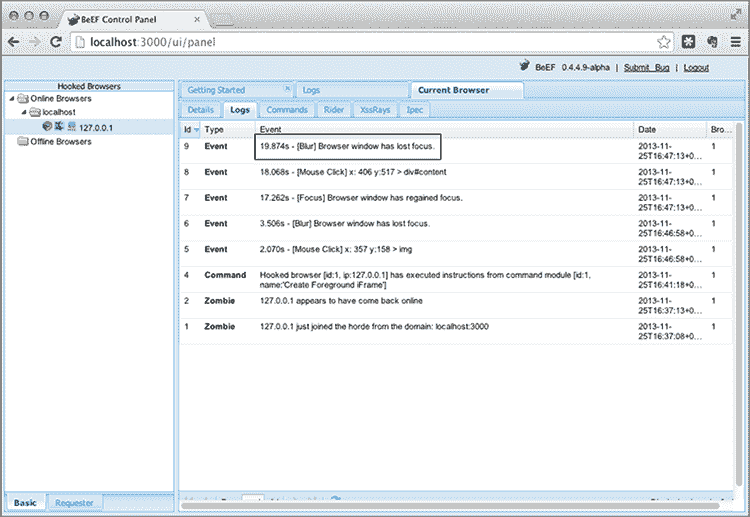 BeEF Control Panel
localhost:3000/ui/panel
BeEF 0.4.4.9-alpha | Submit Bug | Logout
Hooked Browsers
Online Browsers
localhost
127.0.0.1
Offline Browsers
Basic Requester
Getting Started Logs Current Browser
Details Logs Commands Rider XssRays Ipec
Id Type Event Date Bro...
9 Event 19.874s - [Blur] Browser window has lost focus. 2013-11- 1
25T16:47:13+0...
8 Event 18.068s - [Mouse Click] x: 406 y:517 > div#content 2013-11- 1
25T16:47:13+0...
7 Event 17.262s - [Focus] Browser window has regained focus. 2013-11- 1
25T16:47:13+0...
6 Event 3.506s - [Blur] Browser window has lost focus. 2013-11- 1
25T16:46:58+0...
5 Event 2.070s - [Mouse Click] x: 357 y:158 > img 2013-11- 1
25T16:46:58+0...
4 Command Hooked browser [id:1, ip:127.0.0.1] has executed instructions from command module [id:1, 2013-11- 1
name:'Create Foreground iFrame'] 25T16:41:18+0...
2 Zombie 127.0.0.1 appears to have come back online 2013-11- 1
25T16:37:13+0...
1 Zombie 127.0.0.1 just joined the horde from the domain: localhost:3000 2013-11- 1
25T16:37:08+0...